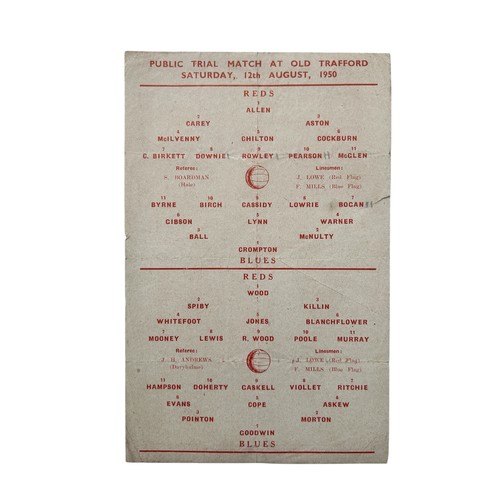 PUBLIC TRIAL MATCH AT OLD TRAFFORD
SATURDAY, 12th AUGUST, 1950
REDS
1
ALLEN
2 3
CAREY ASTON
4 5 6
McILVENNY CHILTON COCKBURN
7 8 9 10 11
C. BIRKETT DOWNIE ROWLEY PEARSON McGLEN
Referee: Linesmen:
S. BOARDMAN J. LOWE (Red Flag)
(Hale) F. MILLS (Blue Flag)
11 10 9 8 7
BYRNE BIRCH CASSIDY LOWRIE BOGAN
6 5 4
GIBSON LYNN WARNER
3 2
BALL McNULTY
1
CROMPTON
BLUES
REDS
1
WOOD
2 3
SPIBY KILLIN
4 5 6
WHITEFOOT JONES BLANCHFLOWER
7 8 9 10 11
MOONEY LEWIS R. WOOD POOLE MURRAY
Referee: Linesmen:
J. H. ANDREWS J. LOWE (Red Flag)
F. MILLS (Blue Flag)
11 10 9 8 7
HAMPSON DOHERTY CASKELL VIOLLET RITCHIE
6 5 4
EVANS COPE ASKEW
3 2
POINTON MORTON
1
GOODWIN
BLUES